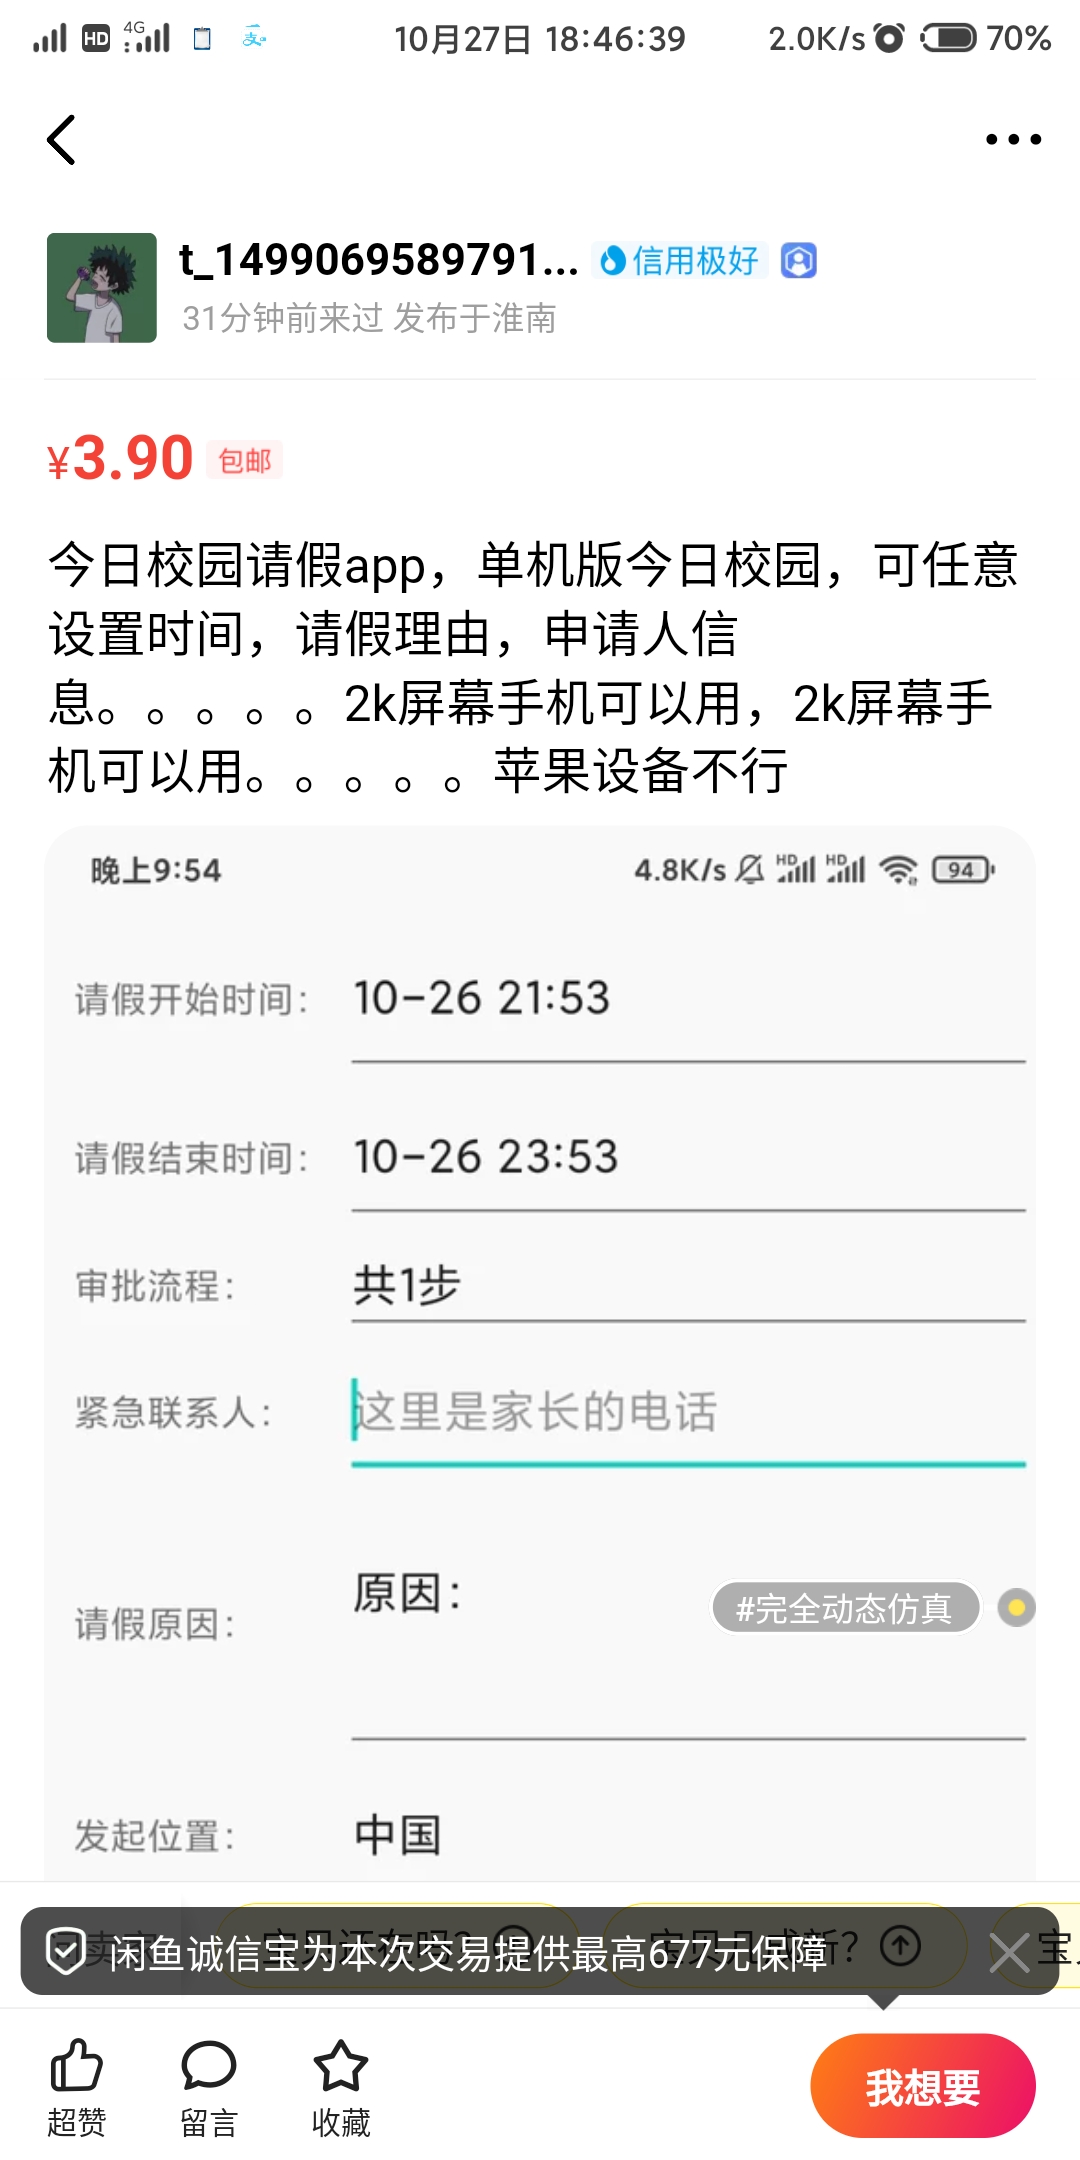 HD 4G 10月27日 18:46:39 2.0K/s 70%
t_1499069589791... 信用极好
31分钟前来过 发布于淮南
¥3.90 包邮
今日校园请假app，单机版今日校园，可任意
设置时间，请假理由，申请人信
息。。。。。2k屏幕手机可以用，2k屏幕手
机可以用。。。。。苹果设备不行
晚上9:54 4.8K/s HD HD 94
请假开始时间： 10-26 21:53
请假结束时间： 10-26 23:53
审批流程： 共1步
紧急联系人： 这里是家长的电话
请假原因： 原因：
#完全动态仿真
发起位置： 中国
闲鱼诚信宝为本次交易提供最高677元保障
超赞 留言 收藏 我想要